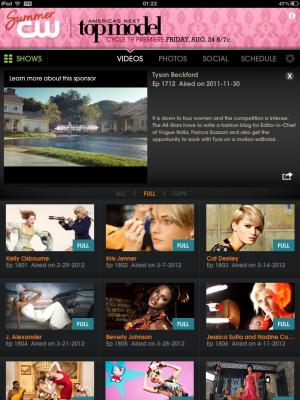 iPad VPN 01:22 47%
Summer
CW
AMERICA'S NEXT
top model
CYCLE 19 PREMIERE FRIDAY, AUG. 24 8/7c
SHOWS VIDEOS PHOTOS SOCIAL SCHEDULE
Learn more about this sponsor
Tyson Beckford
Ep 1712 Aired on 2011-11-30
It is down to four women and the competition is intense.
The All-Stars have to write a fashion blog for Editor-in-Chief
of Vogue Italia, Franca Sozzani and also get the
opportunity to work with Tyra on a motion editorial.
ALL | FULL | CLIPS
FULL FULL FULL
Kelly Osbourne Kris Jenner Cat Deeley
Ep 1801 Aired on 3-29-2012 Ep 1802 Aired on 3-7-2012 Ep 1803 Aired on 3-14-2012
FULL FULL FULL
J. Alexander Beverly Johnson Jessica Sutta and Nadine Co...
Ep 1804 Aired on 3-21-2012 Ep 1805 Aired on 3-28-2012 Ep 1806 Aired on 4-11-2012